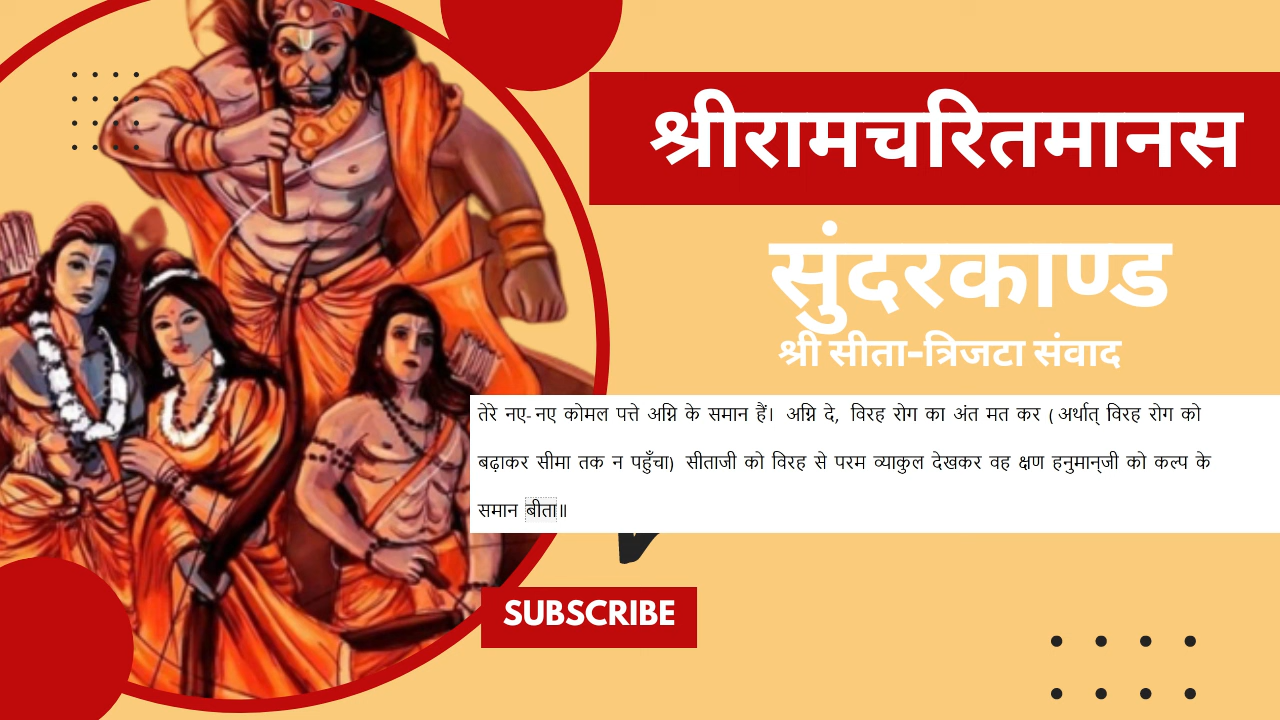 श्रीरामचरितमानस
सुंदरकाण्ड
श्री सीता-त्रिजटा संवाद
तेरे नए-नए कोमल पत्ते अग्नि के समान हैं। अग्नि दे, विरह रोग का अंत मत कर (अर्थात् विरह रोग को
बढ़ाकर सीमा तक न पहुँचा) सीताजी को विरह से परम व्याकुल देखकर वह क्षण हनुमान्‌जी को कल्प के
समान बीता॥
SUBSCRIBE